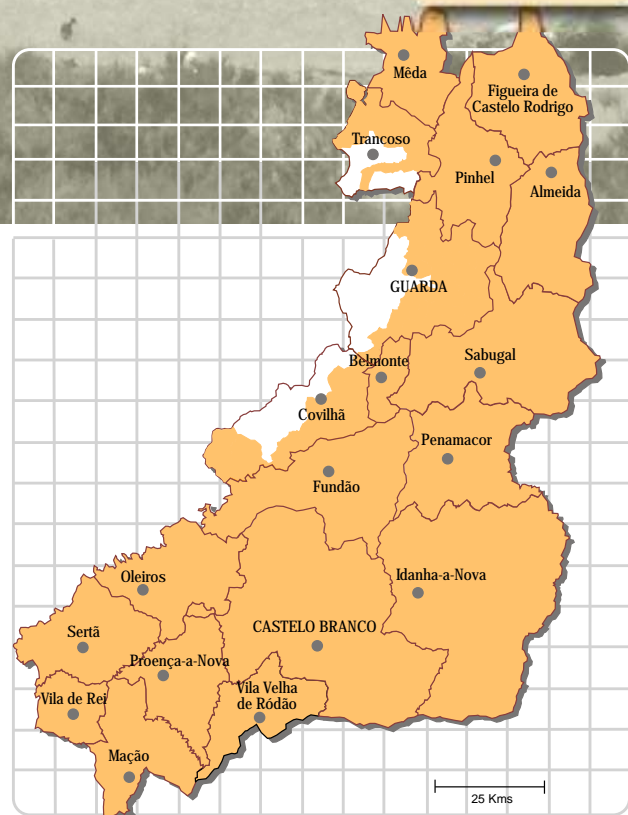 Mêda
Figueira de
Castelo Rodrigo
Trancoso
Pinhel
Almeida
GUARDA
Belmonte
Sabugal
Covilhã
Penamacor
Fundão
Oleiros
Idanha-a-Nova
Sertã
CASTELO BRANCO
Proença-a-Nova
Vila de Rei
Vila Velha
de Ródão
Mação
25 Kms